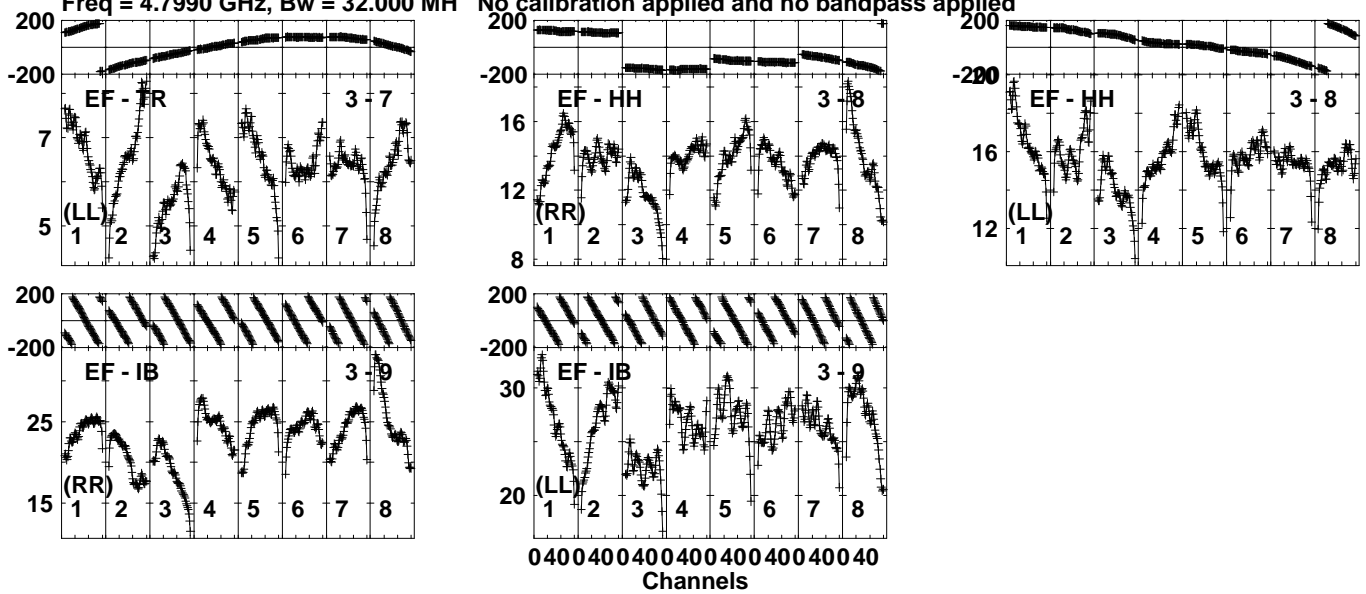 Freq = 4.7990 GHz, Bw = 32.000 MH No calibration applied and no bandpass applied
200
-200
EF - TR 3 - 7
7
5
(LL)
1 2 3 4 5 6 7 8
200
-200
EF - HH 3 - 8
16
12
8
(RR)
1 2 3 4 5 6 7 8
200
-200
20
EF - HH 3 - 8
16
12
(LL)
1 2 3 4 5 6 7 8
200
-200
EF - IB 3 - 9
25
15
(RR)
1 2 3 4 5 6 7 8
200
-200
EF - IB 3 - 9
30
20
(LL)
1 2 3 4 5 6 7 8
0 40 0 40 0 40 0 40 0 40 0 40 0 40 0 40
Channels